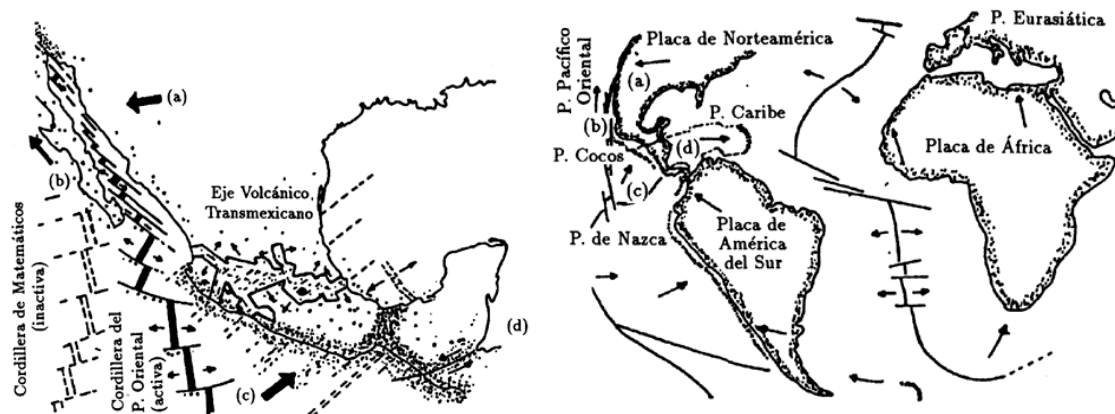 (a)
(b)
Eje Volcánico
Transmexicano
Cordillera de Matemáticos
(inactiva)
Cordillera del
P. Oriental
(activa)
(c)
(d)
P. Eurasiática
Placa de Norteamérica
P. Pacífico
Oriental
(a)
(b)
P. Caribe
(d)
P. Cocos
(c)
Placa de África
P. de Nazca
Placa de
América
del Sur